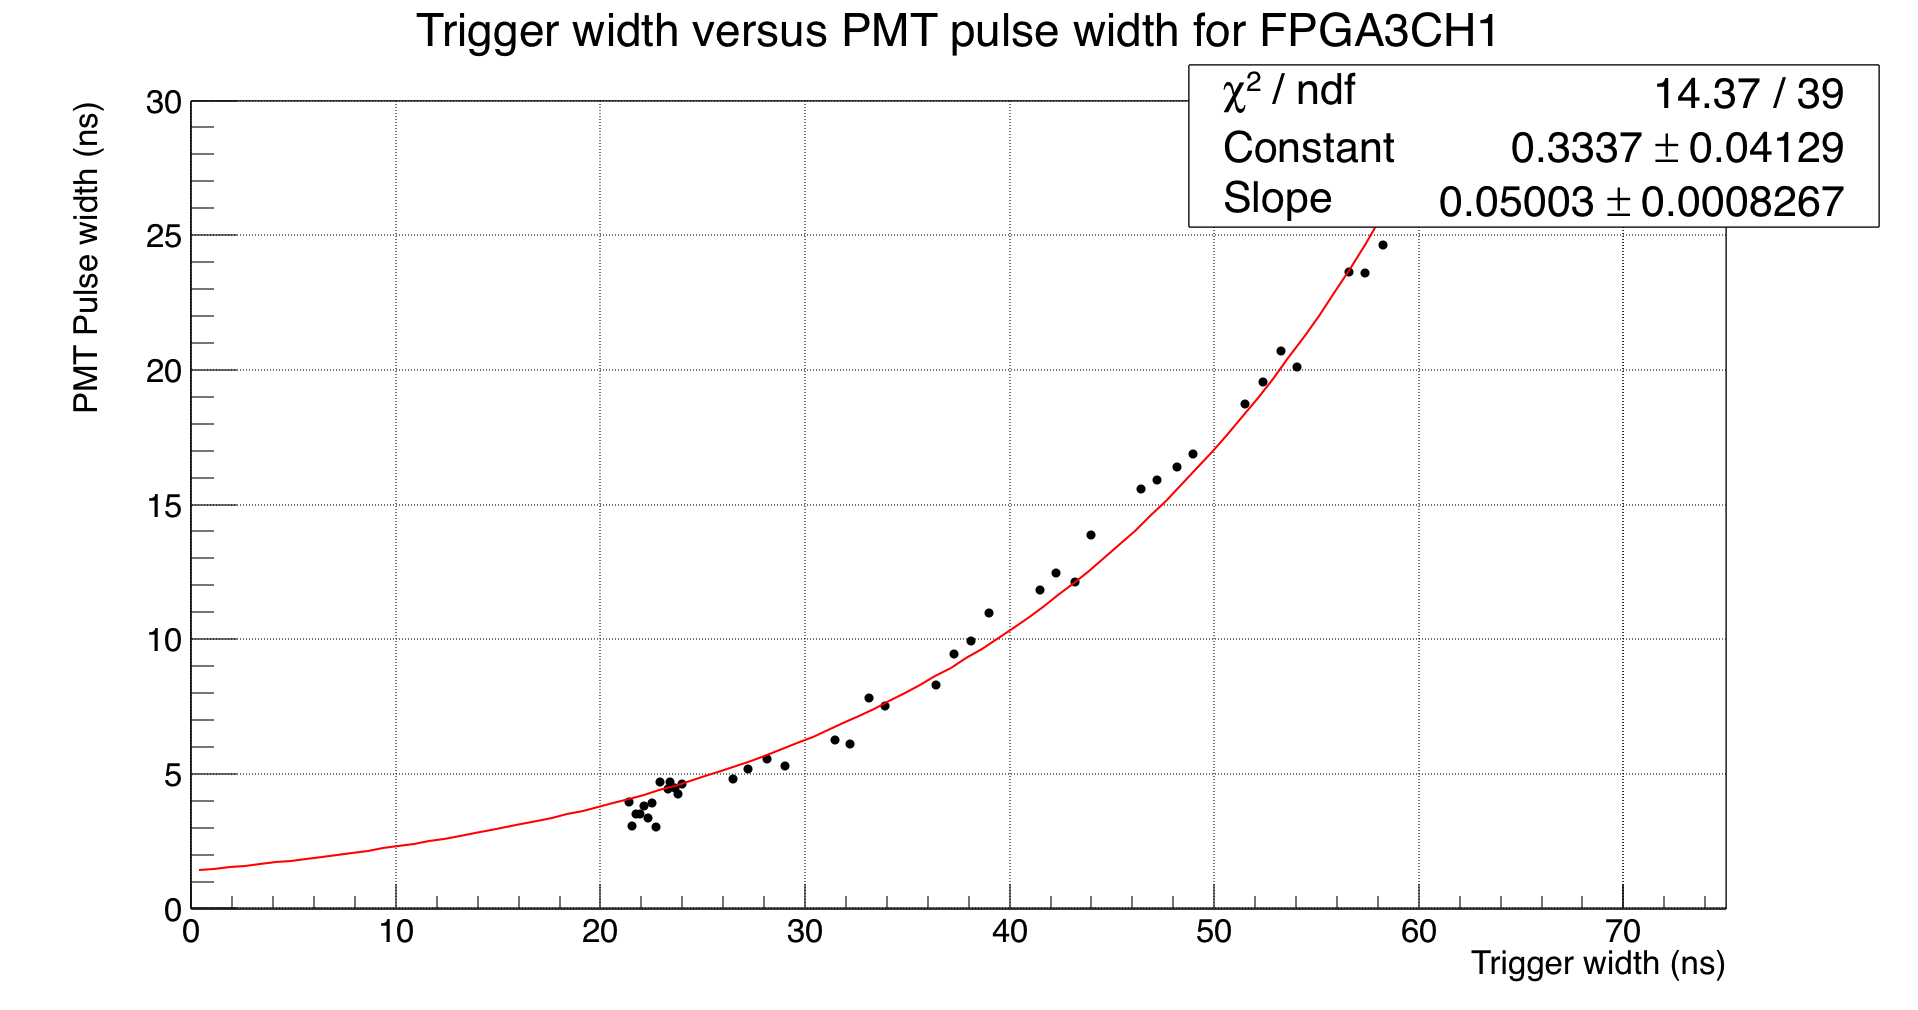 Trigger width versus PMT pulse width for FPGA3CH1
χ² / ndf 14.37 / 39
Constant 0.3337 ± 0.04129
Slope 0.05003 ± 0.0008267
PMT Pulse width (ns)
30
25
20
15
10
5
0
0 10 20 30 40 50 60 70
Trigger width (ns)